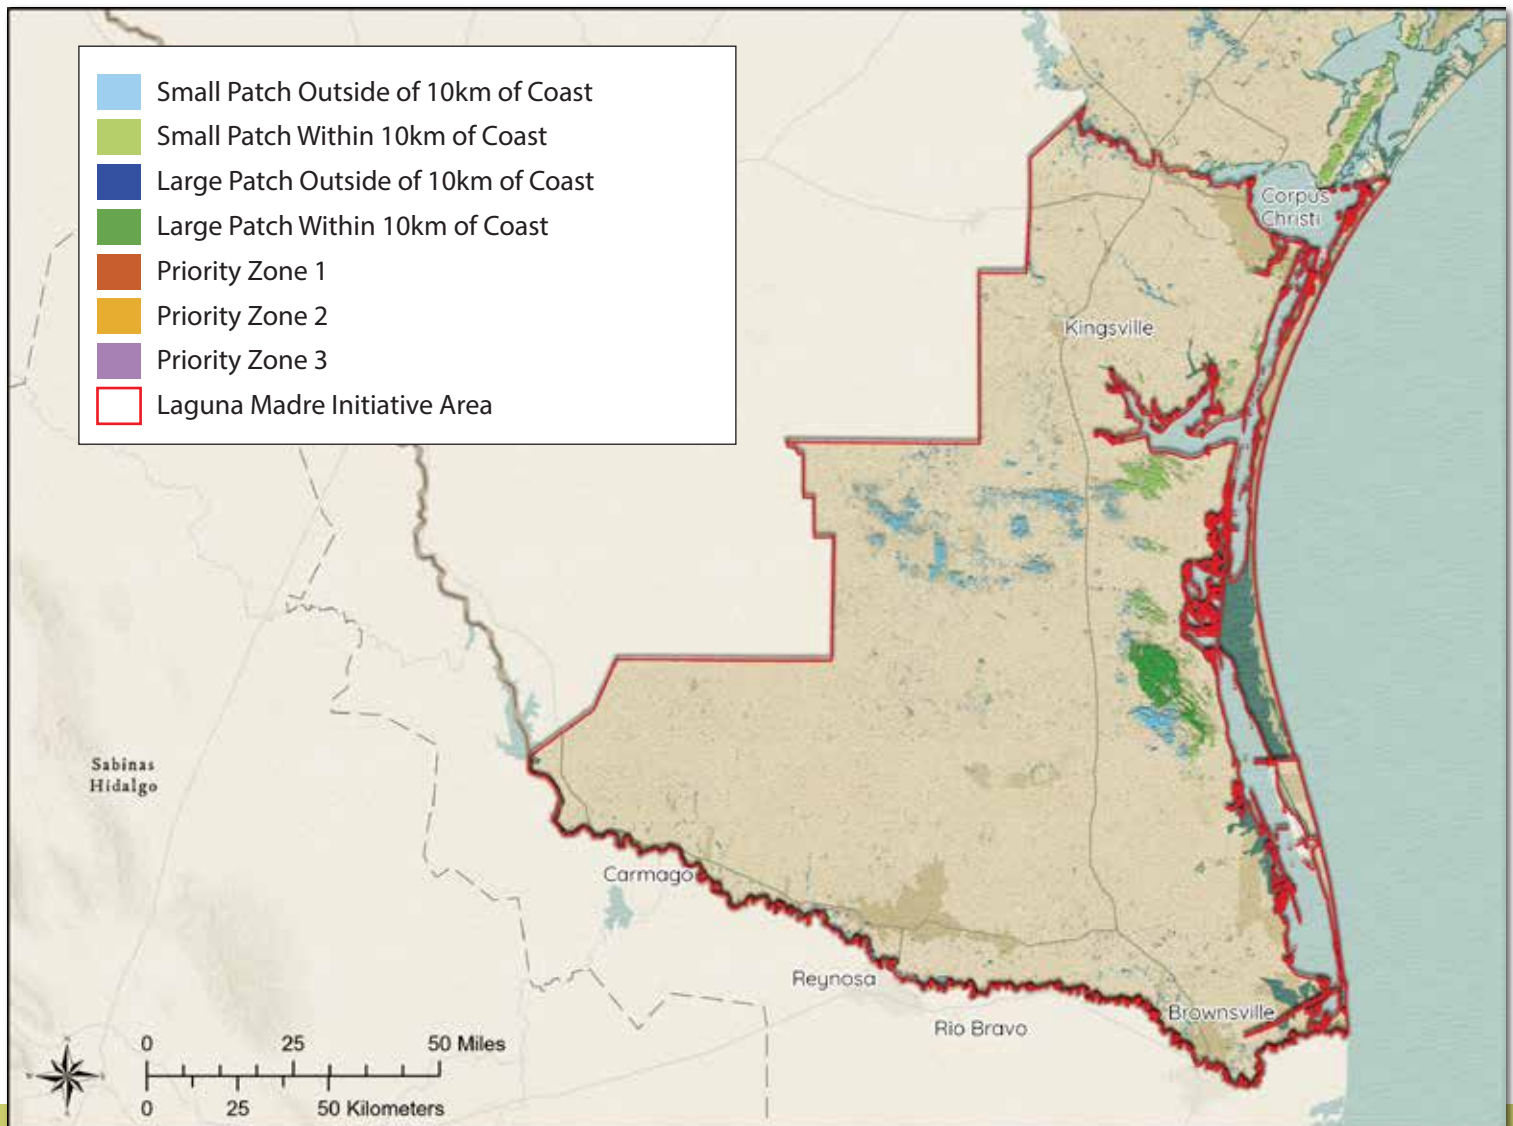 Small Patch Outside of 10km of Coast
Small Patch Within 10km of Coast
Large Patch Outside of 10km of Coast
Large Patch Within 10km of Coast
Priority Zone 1
Priority Zone 2
Priority Zone 3
Laguna Madre Initiative Area
Corpus
Christi
Kingsville
Sabinas
Hidalgo
Carmago
Reynosa
Rio Bravo
Brownsville
0 25 50 Miles
0 25 50 Kilometers